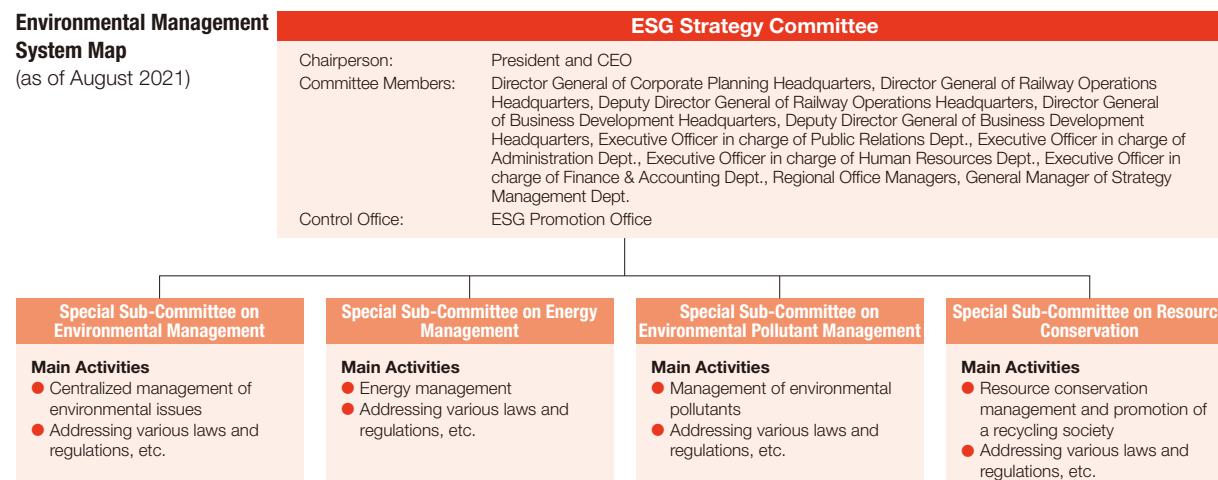 Environmental Management
System Map
(as of August 2021)
ESG Strategy Committee
Chairperson: President and CEO
Committee Members: Director General of Corporate Planning Headquarters, Director General of Railway Operations
Headquarters, Deputy Director General of Railway Operations Headquarters, Director General
of Business Development Headquarters, Deputy Director General of Business Development
Headquarters, Executive Officer in charge of Public Relations Dept., Executive Officer in charge of
Administration Dept., Executive Officer in charge of Human Resources Dept., Executive Officer in
charge of Finance & Accounting Dept., Regional Office Managers, General Manager of Strategy
Management Dept.
Control Office: ESG Promotion Office
Special Sub-Committee on
Environmental Management
Main Activities
● Centralized management of
environmental issues
● Addressing various laws and
regulations, etc.
Special Sub-Committee on Energy
Management
Main Activities
● Energy management
● Addressing various laws and
regulations, etc.
Special Sub-Committee on
Environmental Pollutant Management
Main Activities
● Management of environmental
pollutants
● Addressing various laws and
regulations, etc.
Special Sub-Committee on Resourc
Conservation
Main Activities
● Resource conservation
management and promotion of
a recycling society
● Addressing various laws and
regulations, etc.